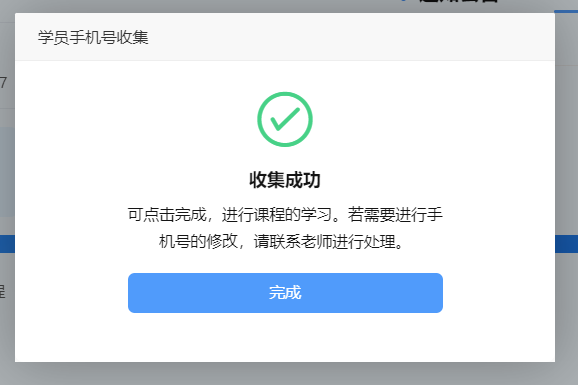 学员手机号收集
7
收集成功
可点击完成，进行课程的学习。若需要进行手
机号的修改，请联系老师进行处理。
完成